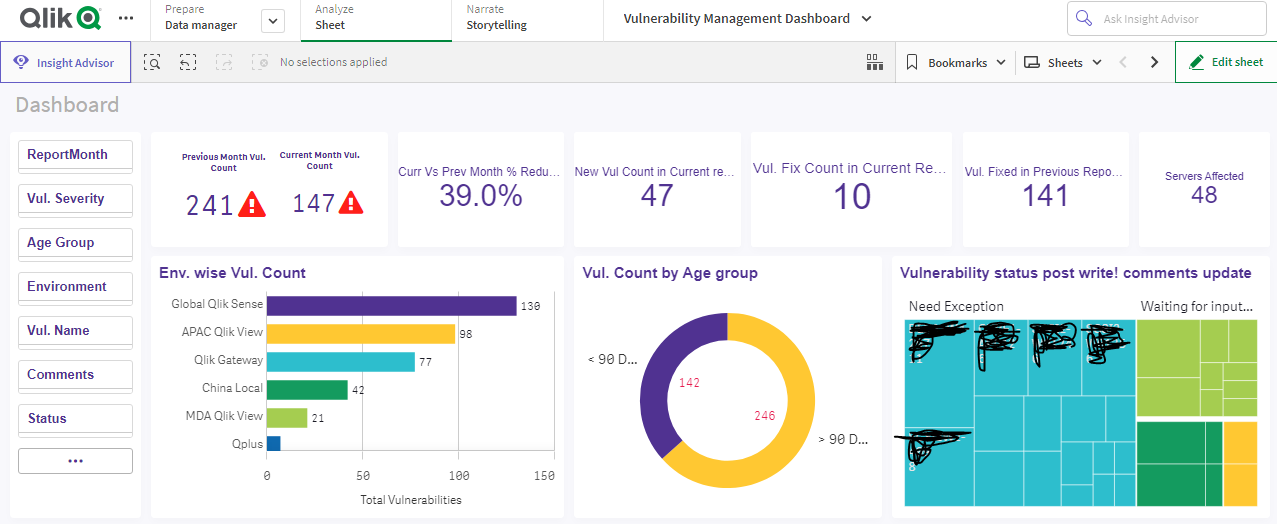 Qlik
Prepare
Data manager
Analyze
Sheet
Narrate
Storytelling
Vulnerability Management Dashboard
Ask Insight Advisor
Insight Advisor
No selections applied
Bookmarks
Sheets
Edit sheet
Dashboard
ReportMonth
Vul. Severity
Age Group
Environment
Vul. Name
Comments
Status
Previous Month Vul.
Count
241
Current Month Vul.
Count
147
Curr Vs Prev Month % Redu...
39.0%
New Vul Count in Current re...
47
Vul. Fix Count in Current Re...
10
Vul. Fixed in Previous Repo...
141
Servers Affected
48
Env. wise Vul. Count
Global Qlik Sense
130
APAC Qlik View
98
Qlik Gateway
77
China Local
42
MDA Qlik View
21
Qplus
0
50
100
150
Total Vulnerabilities
Vul. Count by Age group
< 90 D...
142
246
> 90 D...
Vulnerability status post write! comments update
Need Exception
Waiting for input...
8